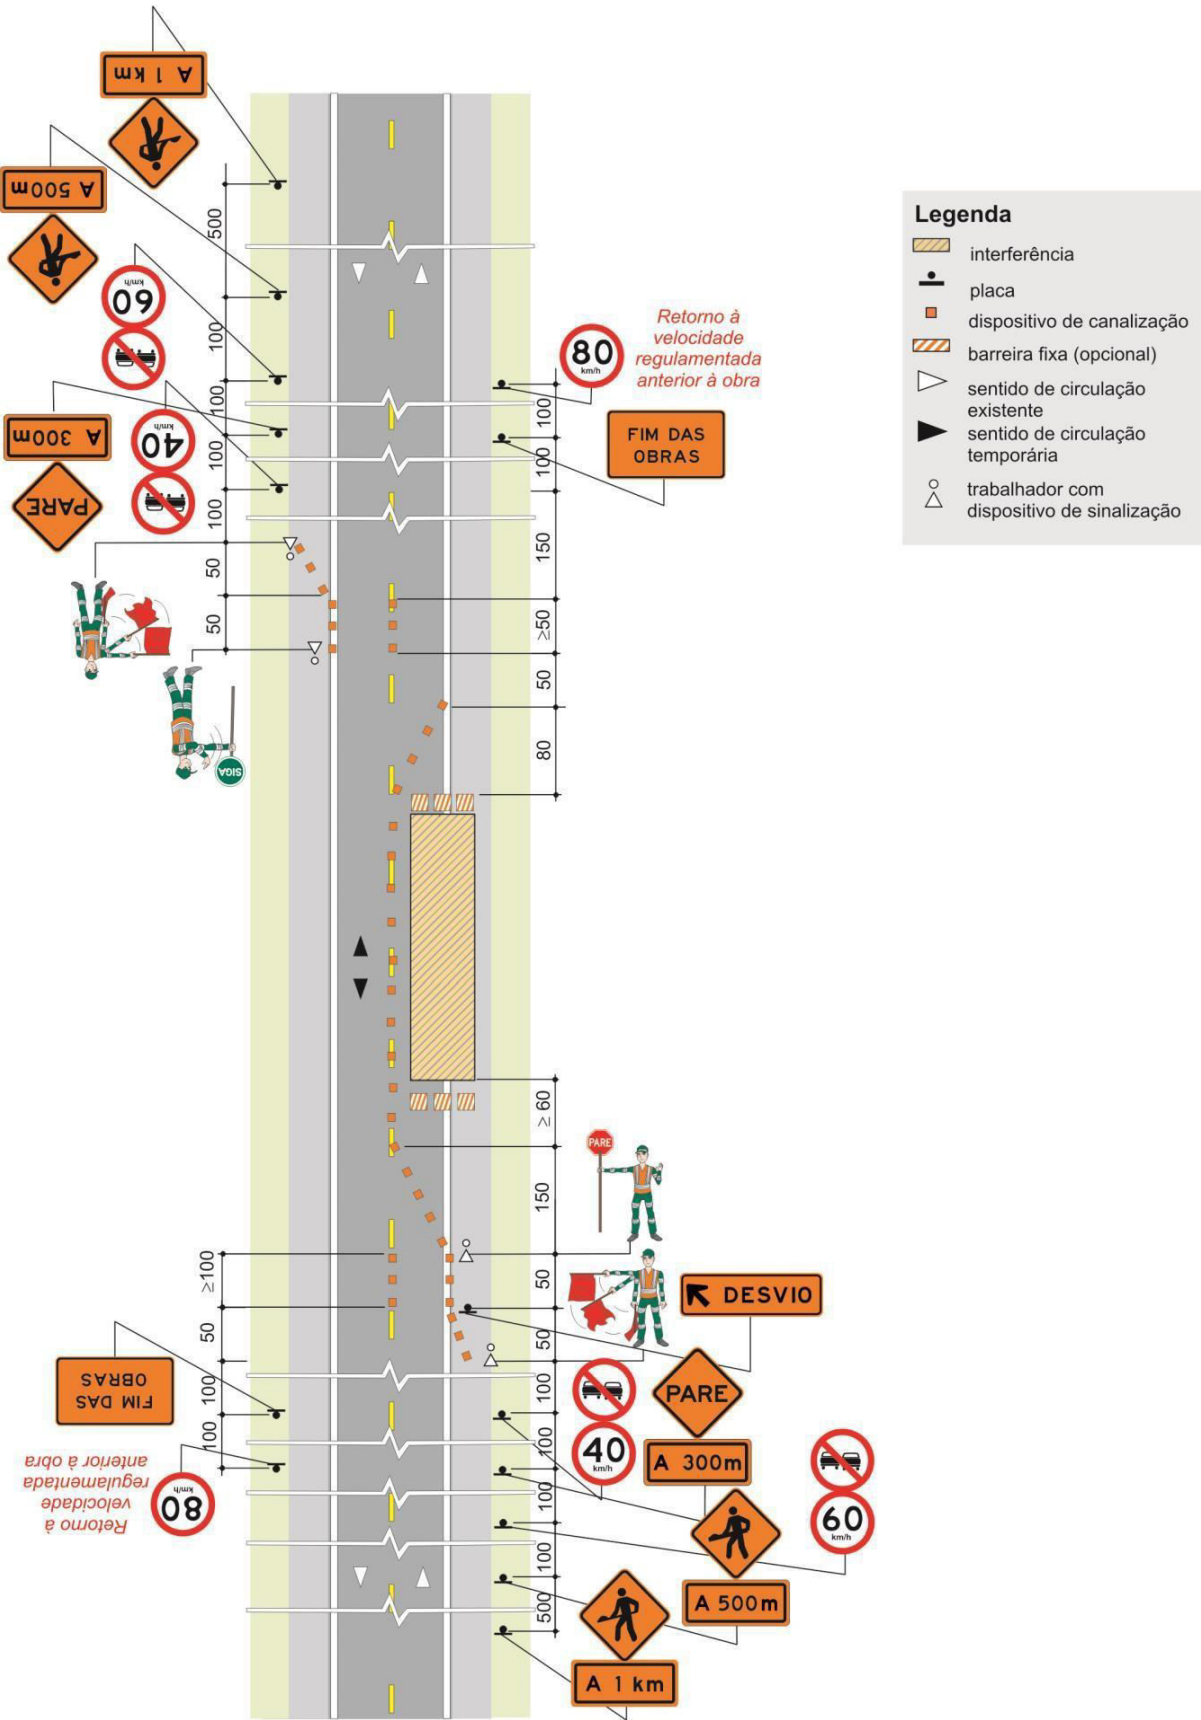 A 1 km
A 500m
60
km/h
A 300m
40
km/h
PARE
SIGA
500
100
100
100
100
50
50
80
km/h
Retorno à
velocidade
regulamentada
anterior à obra
FIM DAS
OBRAS
100
100
150
≥50
50
80
Legenda
interferência
placa
dispositivo de canalização
barreira fixa (opcional)
sentido de circulação
existente
sentido de circulação
temporária
trabalhador com
dispositivo de sinalização
≥ 60
150
50
50
100
100
100
100
500
PARE
DESVIO
PARE
A 300m
40
km/h
60
km/h
A 500m
A 1 km
≥100
50
100
100
FIM DAS
OBRAS
Retorno à
velocidade
regulamentada
anterior à obra
80
km/h